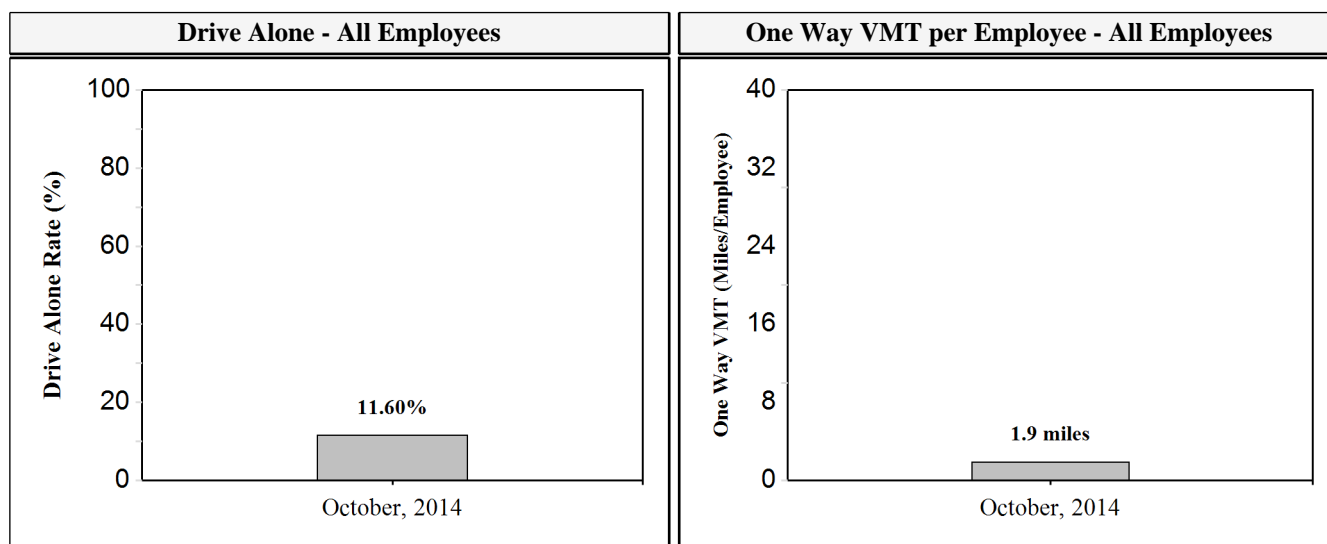 Drive Alone - All Employees
One Way VMT per Employee - All Employees
Drive Alone Rate (%)
100
80
60
40
20
0
11.60%
October, 2014
One Way VMT (Miles/Employee)
40
32
24
16
8
0
1.9 miles
October, 2014